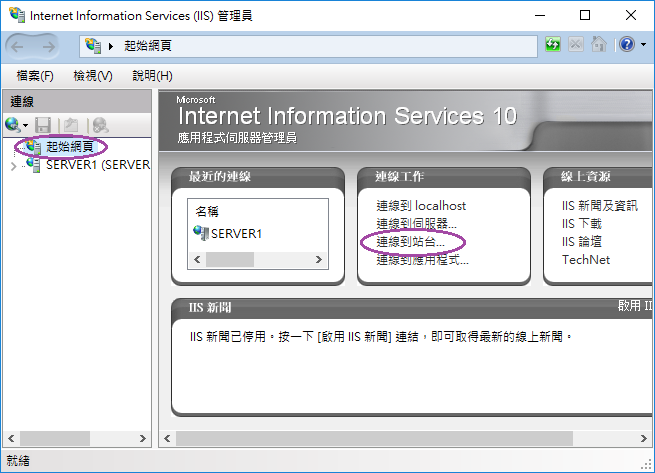 Internet Information Services (IIS) 管理員
起始網頁
檔案(F) 檢視(V) 說明(H)
連線
起始網頁
SERVER1 (SERVER
Microsoft
Internet Information Services 10
應用程式伺服器管理員
最近的連線
名稱
SERVER1
連線工作
連線到 localhost
連線到伺服器...
連線到站台...
連線到應用程式...
線上資源
IIS 新聞及資訊
IIS 下載
IIS 論壇
TechNet
IIS 新聞
啟用 II
IIS 新聞已停用。按一下 [啟用 IIS 新聞] 連結，即可取得最新的線上新聞。
就緒